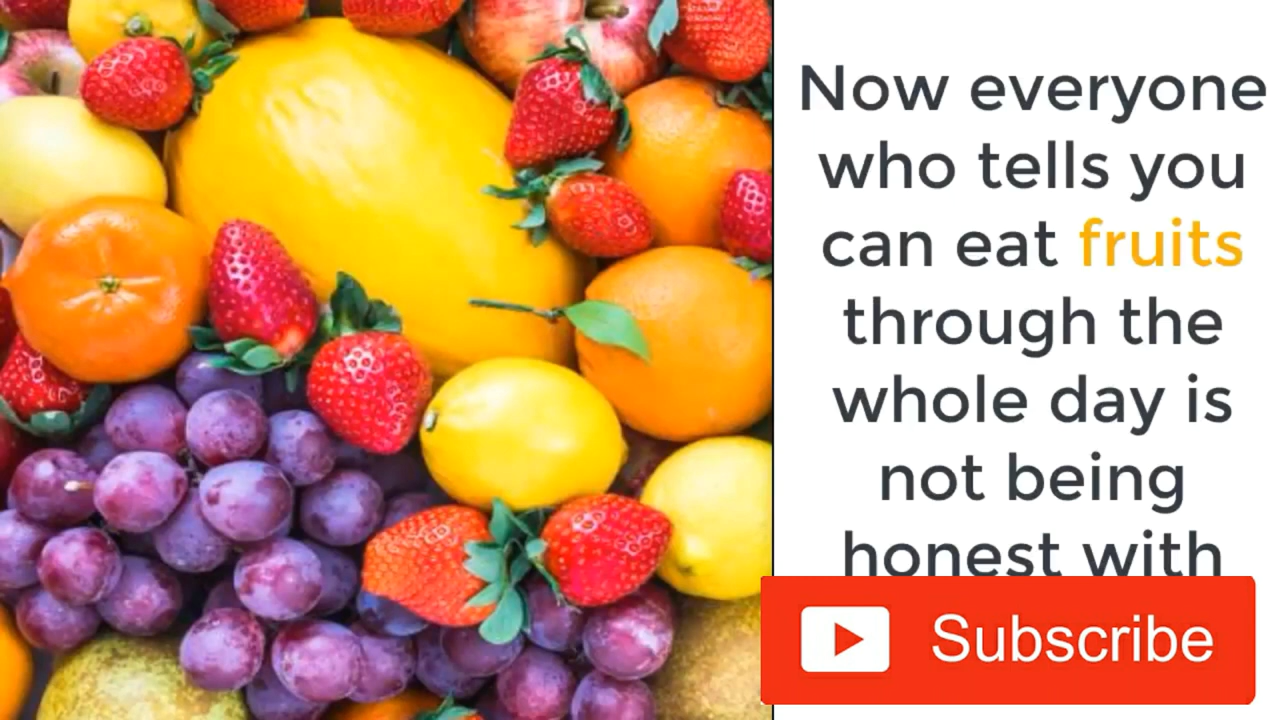 Now everyone
who tells you
can eat fruits
through the
whole day is
not being
honest with
Subscribe